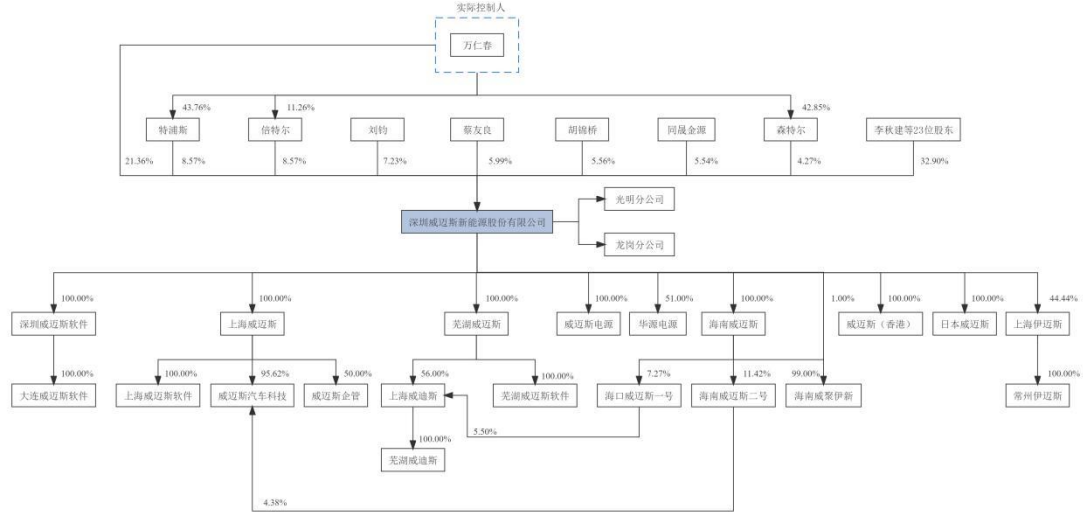 实际控制人
万仁春
43.76%
11.26%
42.85%
特浦斯
倍特尔
刘钧
蔡友良
胡锦桥
同晟金源
森特尔
李秋建等23位股东
21.36%
8.57%
8.57%
7.23%
5.99%
5.56%
5.54%
4.27%
32.90%
光明分公司
深圳威迈斯新能源股份有限公司
龙岗分公司
100.00%
100.00%
100.00%
100.00%
51.00%
100.00%
1.00%
100.00%
100.00%
44.44%
深圳威迈斯软件
上海威迈斯
芜湖威迈斯
威迈斯电源
华源电源
海南威迈斯
威迈斯（香港）
日本威迈斯
上海伊迈斯
100.00%
100.00%
95.62%
50.00%
56.00%
100.00%
7.27%
11.42%
99.00%
100.00%
大连威迈斯软件
上海威迈斯软件
威迈斯汽车科技
威迈斯企管
上海威迪斯
芜湖威迈斯软件
海口威迈斯一号
海南威迈斯二号
海南威聚伊新
常州伊迈斯
5.50%
100.00%
芜湖威迪斯
4.38%